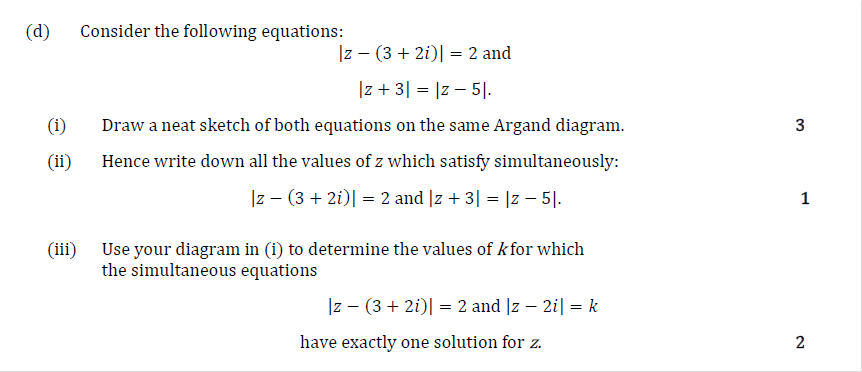 (d) Consider the following equations:
|z − (3 + 2i)| = 2 and
|z + 3| = |z − 5|.
(i) Draw a neat sketch of both equations on the same Argand diagram. 3
(ii) Hence write down all the values of z which satisfy simultaneously:
|z − (3 + 2i)| = 2 and |z + 3| = |z − 5|. 1
(iii) Use your diagram in (i) to determine the values of k for which
the simultaneous equations
|z − (3 + 2i)| = 2 and |z − 2i| = k
have exactly one solution for z. 2